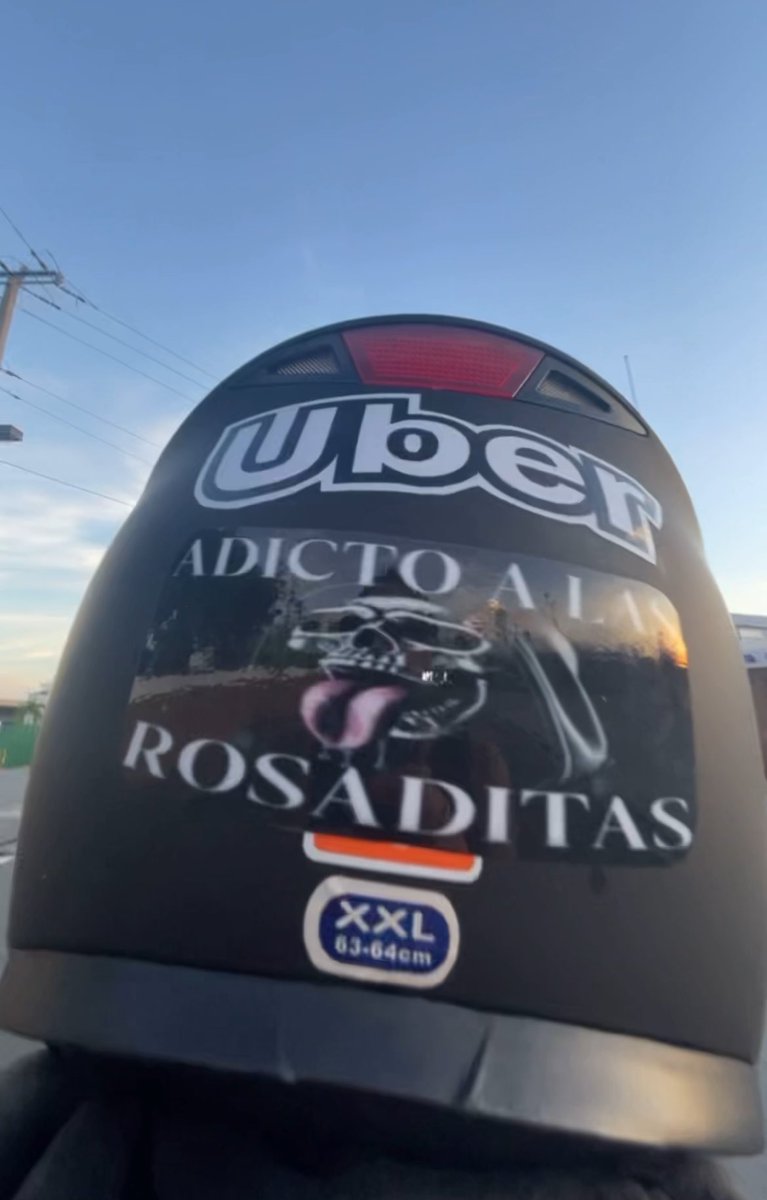 Uber
ADICTO A LAS
ROSADITAS
XXL
63-64cm